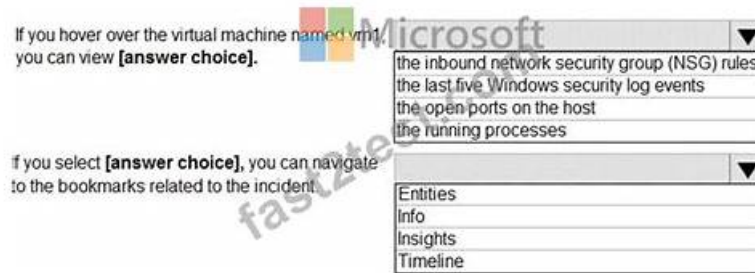 If you hover over the virtual machine named vm1,
you can view [answer choice].
Microsoft
the inbound network security group (NSG) rules
the last five Windows security log events
the open ports on the host
the running processes
If you select [answer choice], you can navigate
to the bookmarks related to the incident.
Entities
Info
Insights
Timeline
fast2test.com